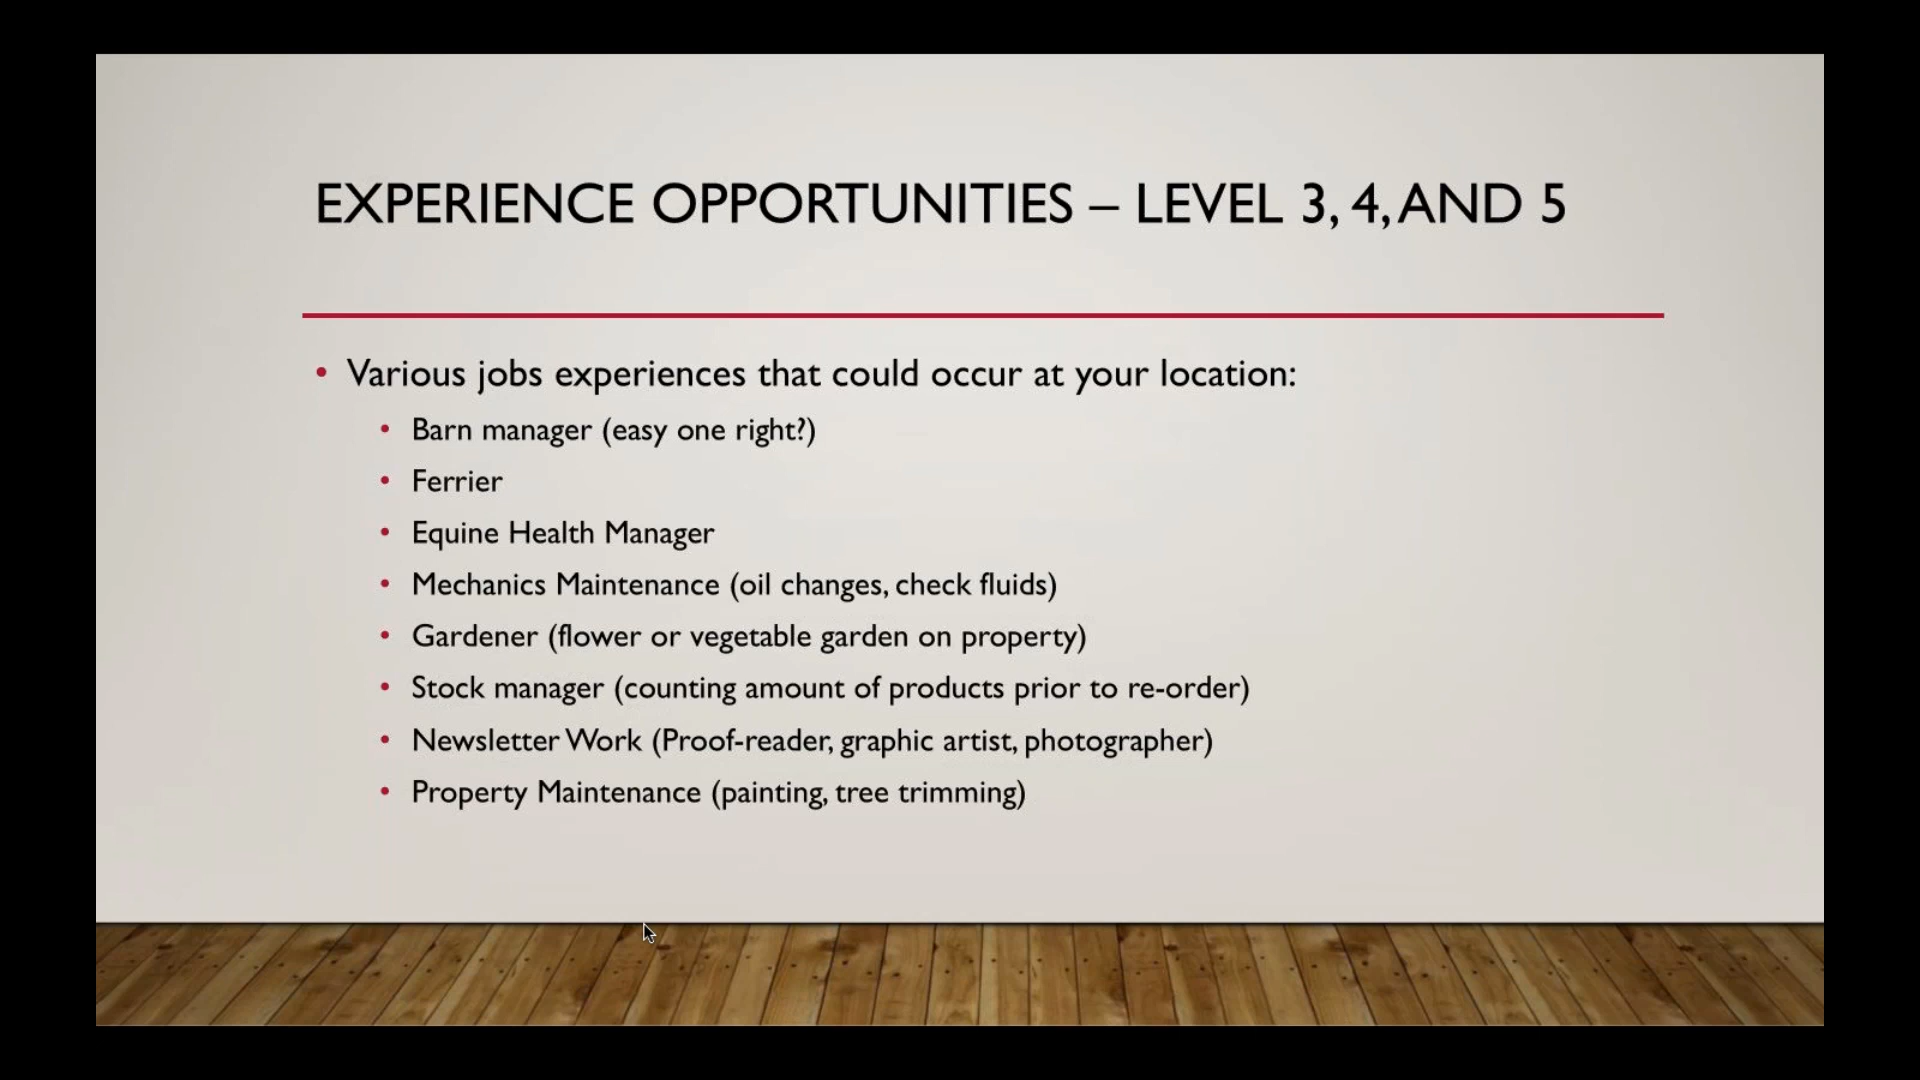 EXPERIENCE OPPORTUNITIES – LEVEL 3, 4, AND 5
• Various jobs experiences that could occur at your location:
• Barn manager (easy one right?)
• Ferrier
• Equine Health Manager
• Mechanics Maintenance (oil changes, check fluids)
• Gardener (flower or vegetable garden on property)
• Stock manager (counting amount of products prior to re-order)
• Newsletter Work (Proof-reader, graphic artist, photographer)
• Property Maintenance (painting, tree trimming)